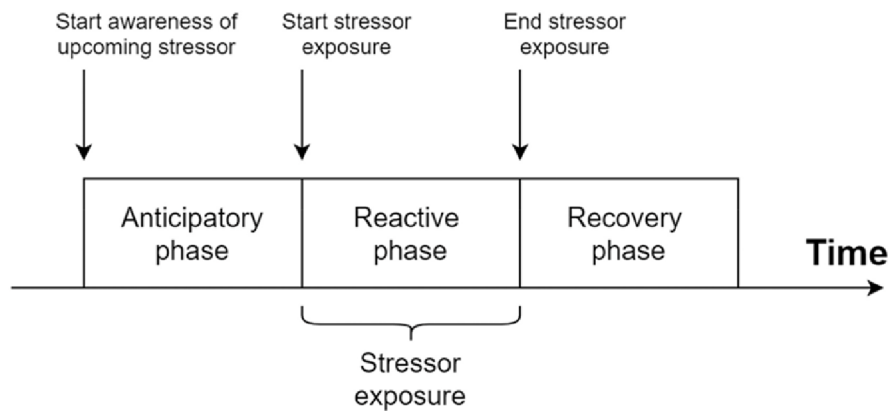 Start awareness of
upcoming stressor
Start stressor
exposure
End stressor
exposure
Anticipatory
phase
Reactive
phase
Recovery
phase
Time
Stressor
exposure